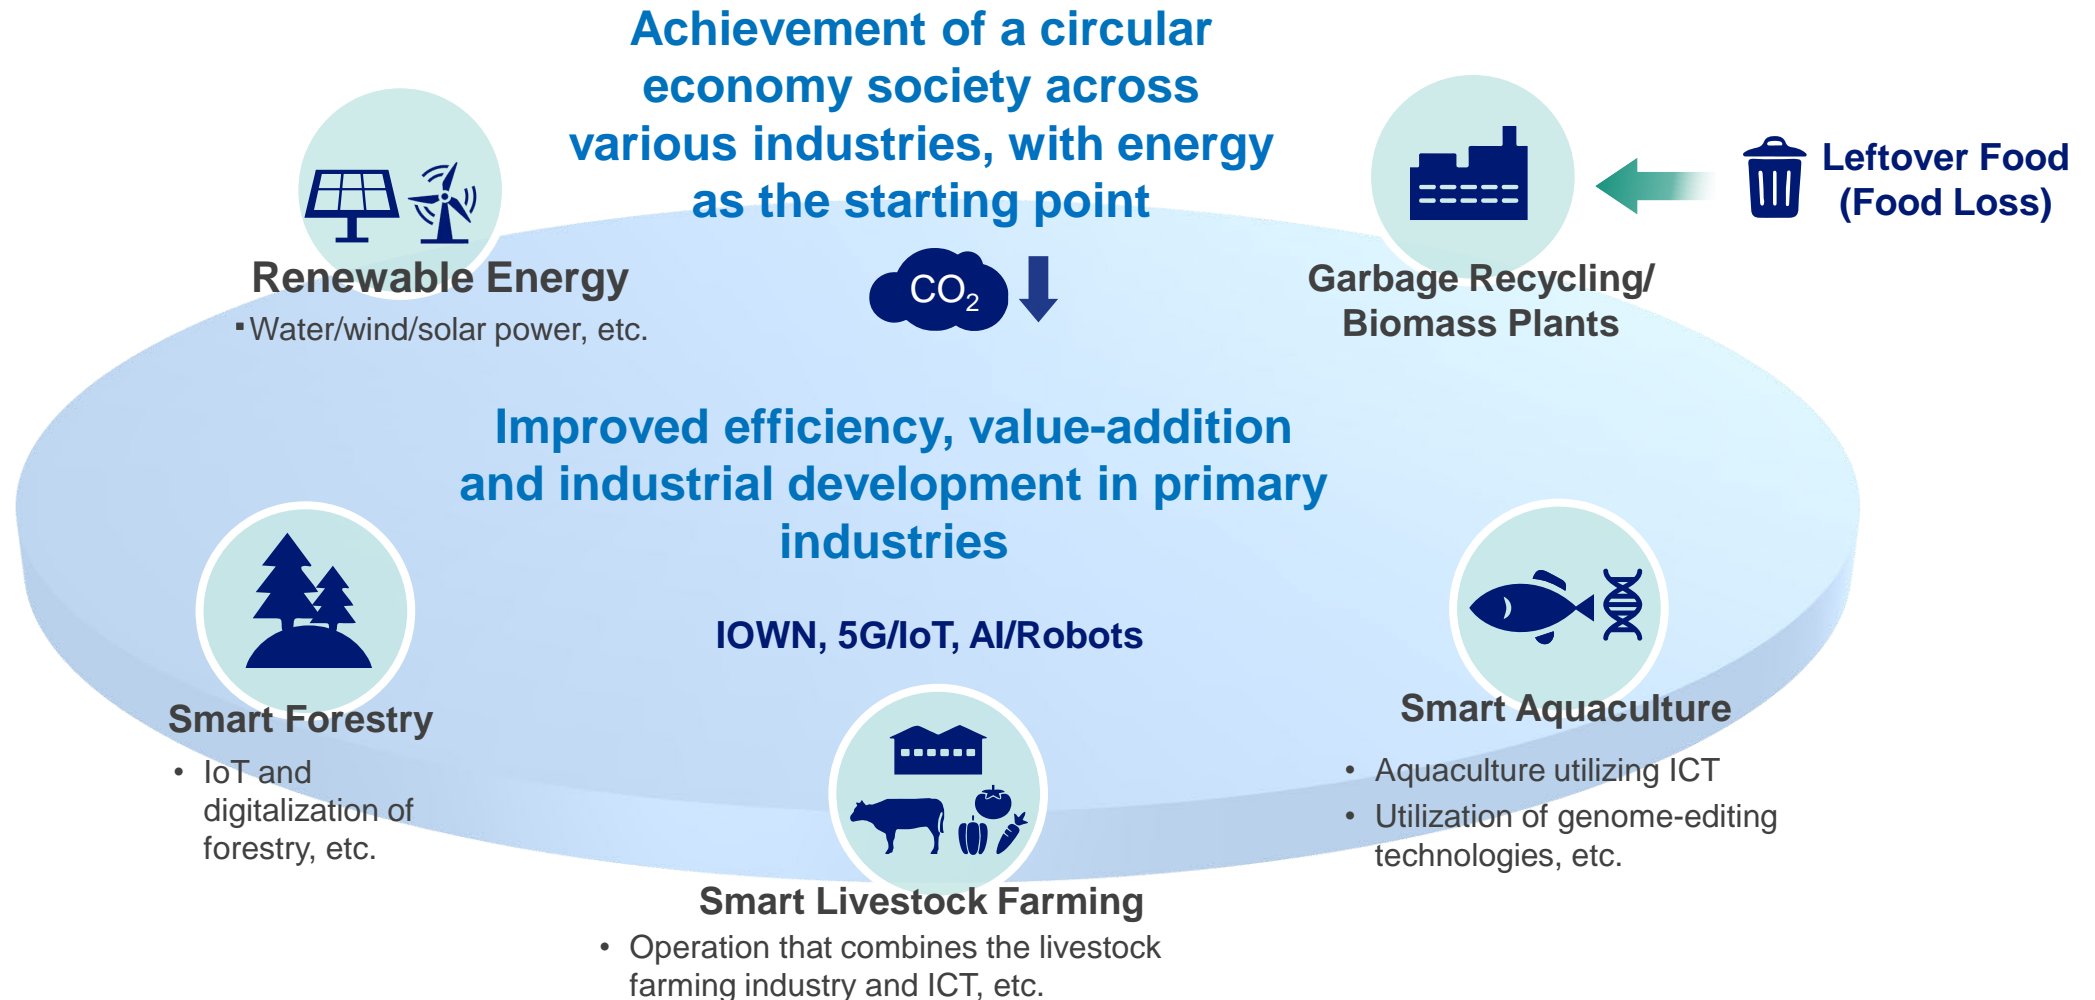 Achievement of a circular
economy society across
various industries, with energy
as the starting point
Leftover Food
(Food Loss)
Renewable Energy
▪Water/wind/solar power, etc.
CO₂
Garbage Recycling/
Biomass Plants
Improved efficiency, value-addition
and industrial development in primary
industries
IOWN, 5G/IoT, AI/Robots
Smart Forestry
• IoT and
digitalization of
forestry, etc.
Smart Aquaculture
• Aquaculture utilizing ICT
• Utilization of genome-editing
technologies, etc.
Smart Livestock Farming
• Operation that combines the livestock
farming industry and ICT, etc.